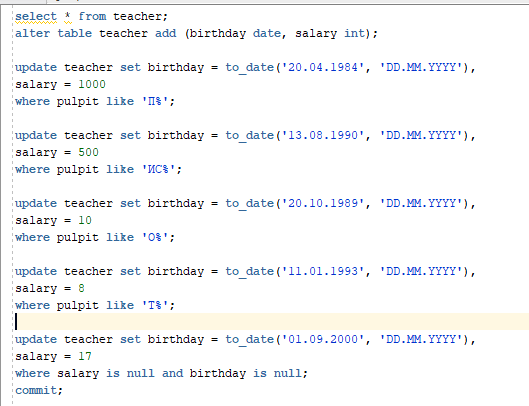 select * from teacher;
alter table teacher add (birthday date, salary int);
update teacher set birthday = to_date('20.04.1984', 'DD.MM.YYYY'),
salary = 1000
where pulpit like 'П%';
update teacher set birthday = to_date('13.08.1990', 'DD.MM.YYYY'),
salary = 500
where pulpit like 'ИС%';
update teacher set birthday = to_date('20.10.1989', 'DD.MM.YYYY'),
salary = 10
where pulpit like 'О%';
update teacher set birthday = to_date('11.01.1993', 'DD.MM.YYYY'),
salary = 8
where pulpit like 'Т%';
update teacher set birthday = to_date('01.09.2000', 'DD.MM.YYYY'),
salary = 17
where salary is null and birthday is null;
commit;